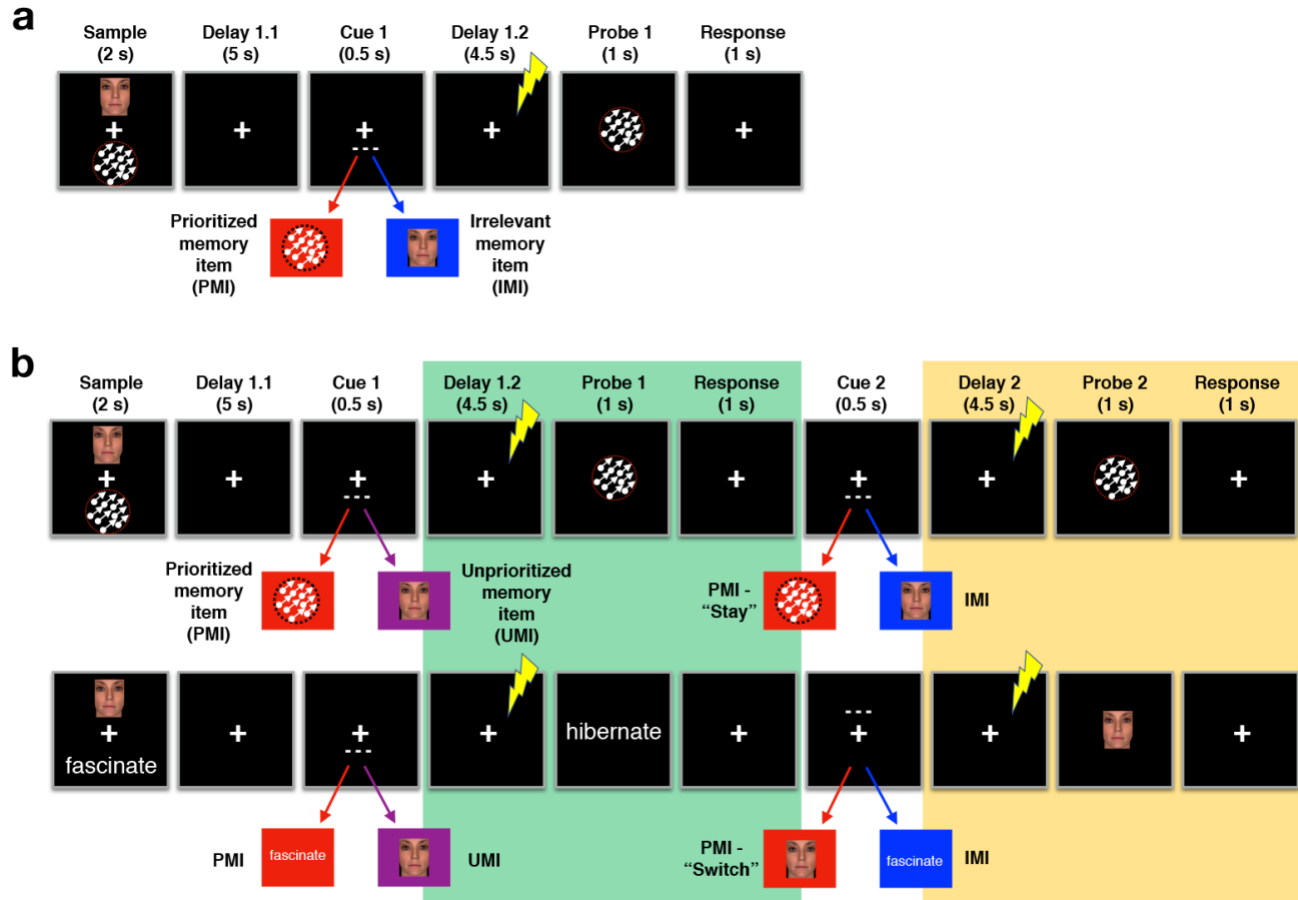 a
Sample Delay 1.1 Cue 1 Delay 1.2 Probe 1 Response
(2 s) (5 s) (0.5 s) (4.5 s) (1 s) (1 s)
Prioritized
memory
item
(PMI)
Irrelevant
memory
item
(IMI)
b
Sample Delay 1.1 Cue 1 Delay 1.2 Probe 1 Response Cue 2 Delay 2 Probe 2 Response
(2 s) (5 s) (0.5 s) (4.5 s) (1 s) (1 s) (0.5 s) (4.5 s) (1 s) (1 s)
Prioritized
memory
item
(PMI)
Unprioritized
memory
item
(UMI)
PMI -
“Stay”
IMI
fascinate
hibernate
PMI
fascinate
UMI
PMI -
“Switch”
fascinate
IMI